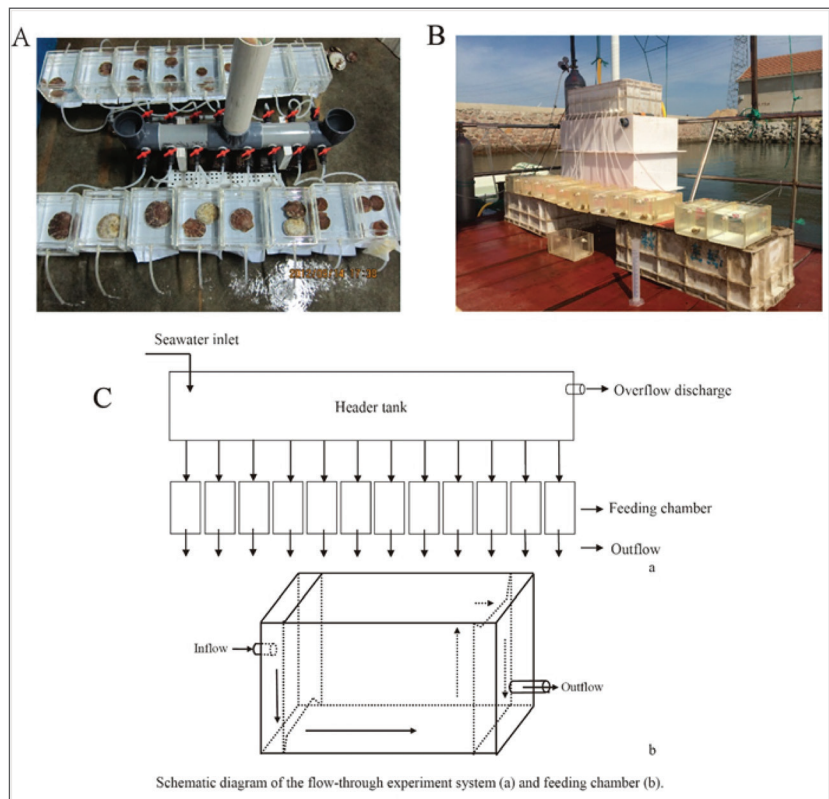 A
B
C
Seawater inlet
Header tank
Overflow discharge
Feeding chamber
Outflow
a
Inflow
Outflow
b
Schematic diagram of the flow-through experiment system (a) and feeding chamber (b).